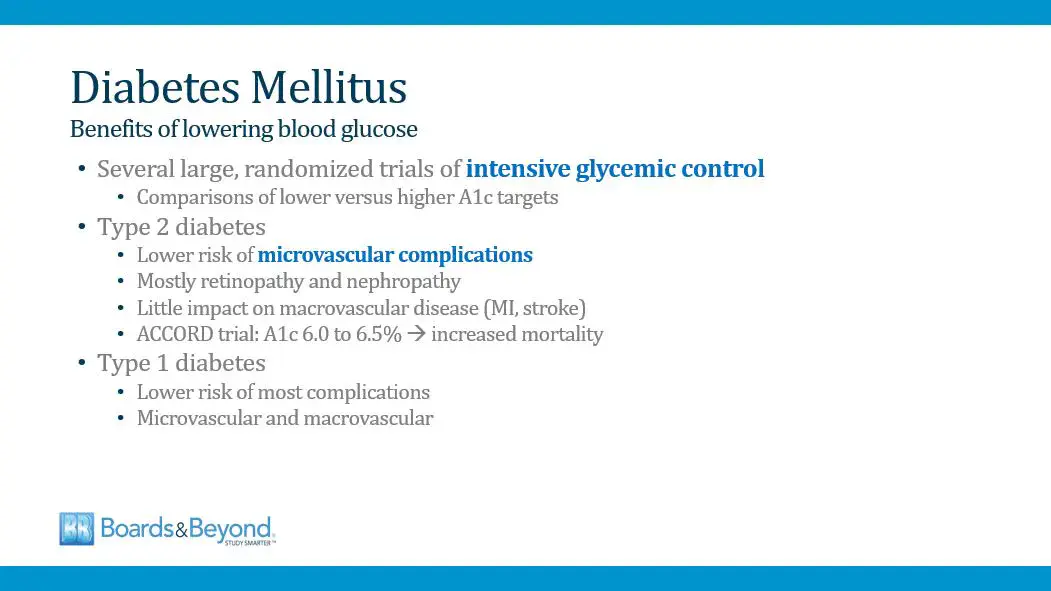 Diabetes Mellitus
Benefits of lowering blood glucose
• Several large, randomized trials of intensive glycemic control
• Comparisons of lower versus higher A1c targets
• Type 2 diabetes
• Lower risk of microvascular complications
• Mostly retinopathy and nephropathy
• Little impact on macrovascular disease (MI, stroke)
• ACCORD trial: A1c 6.0 to 6.5% → increased mortality
• Type 1 diabetes
• Lower risk of most complications
• Microvascular and macrovascular
BB Boards&Beyond®
STUDY SMARTER™